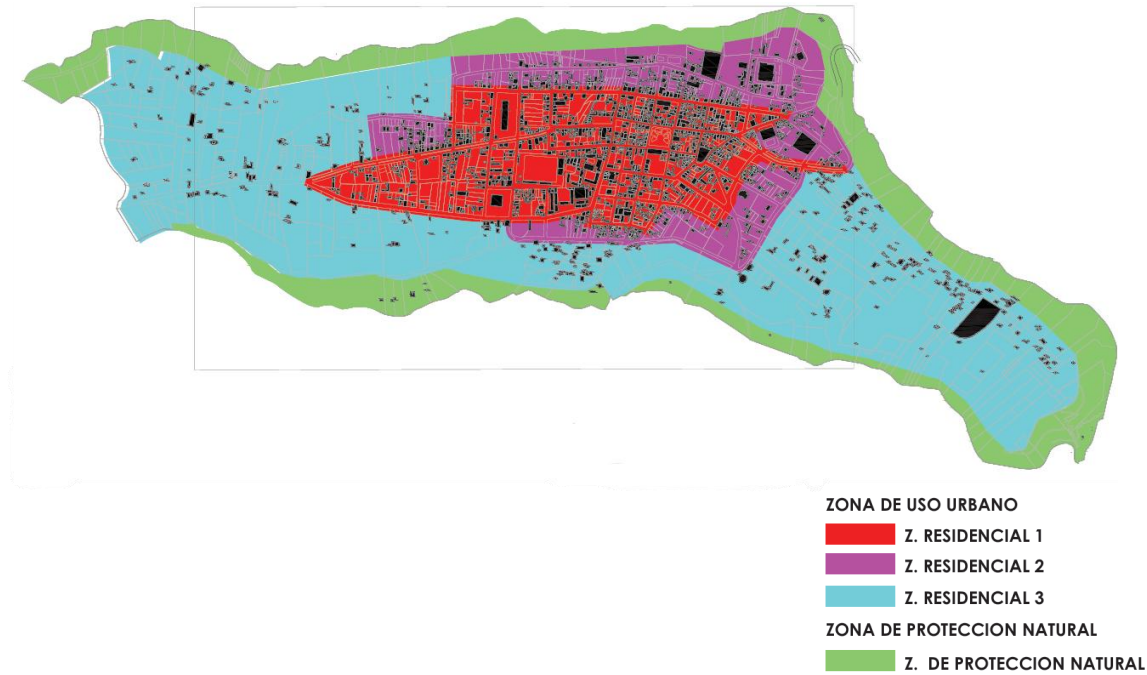 ZONA DE USO URBANO
Z. RESIDENCIAL 1
Z. RESIDENCIAL 2
Z. RESIDENCIAL 3
ZONA DE PROTECCION NATURAL
Z. DE PROTECCION NATURAL